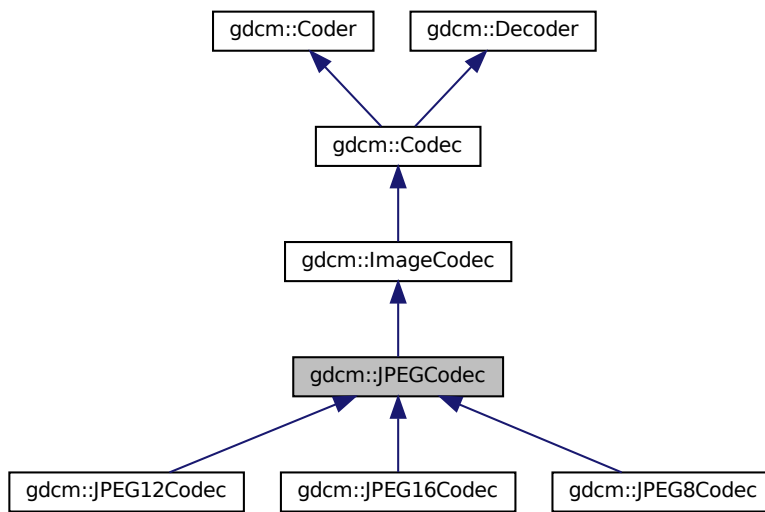 gdcm::Coder
gdcm::Decoder
gdcm::Codec
gdcm::ImageCodec
gdcm::JPEGCodec
gdcm::JPEG12Codec
gdcm::JPEG16Codec
gdcm::JPEG8Codec